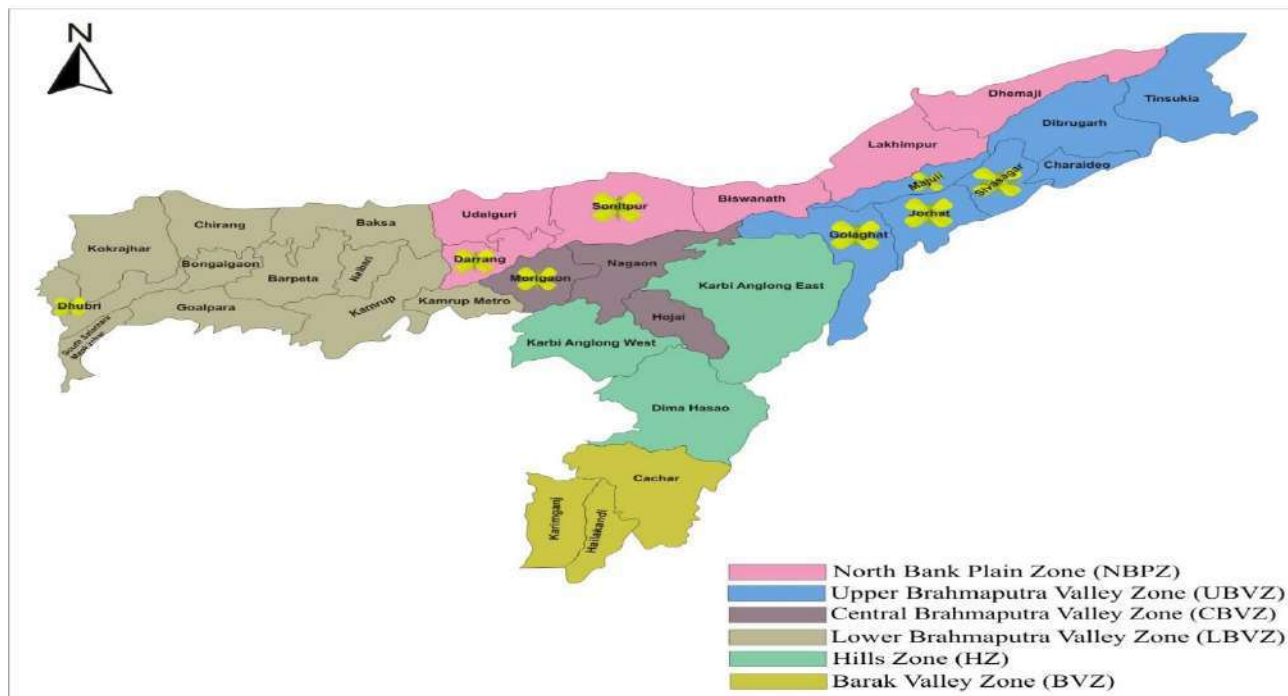 N
Dhemaji
Tinsukia
Dibrugarh
Lakhimpur
Charaideo
Majuli
Sivasagar
Biswanath
Sonitpur
Jorhat
Udalguri
Baksa
Chirang
Kokrajhar
Golaghat
Darrang
Nagaon
Bongaigaon
Nalbari
Barpeta
Morigaon
Karbi Anglong East
Dhubri
Goalpara
Kamrup
Kamrup Metro
Hojai
South Salamara
Karbi Anglong West
Dima Hasao
Cachar
Karimganj
Hailakandi
North Bank Plain Zone (NBPZ)
Upper Brahmaputra Valley Zone (UBVZ)
Central Brahmaputra Valley Zone (CBVZ)
Lower Brahmaputra Valley Zone (LBVZ)
Hills Zone (HZ)
Barak Valley Zone (BVZ)